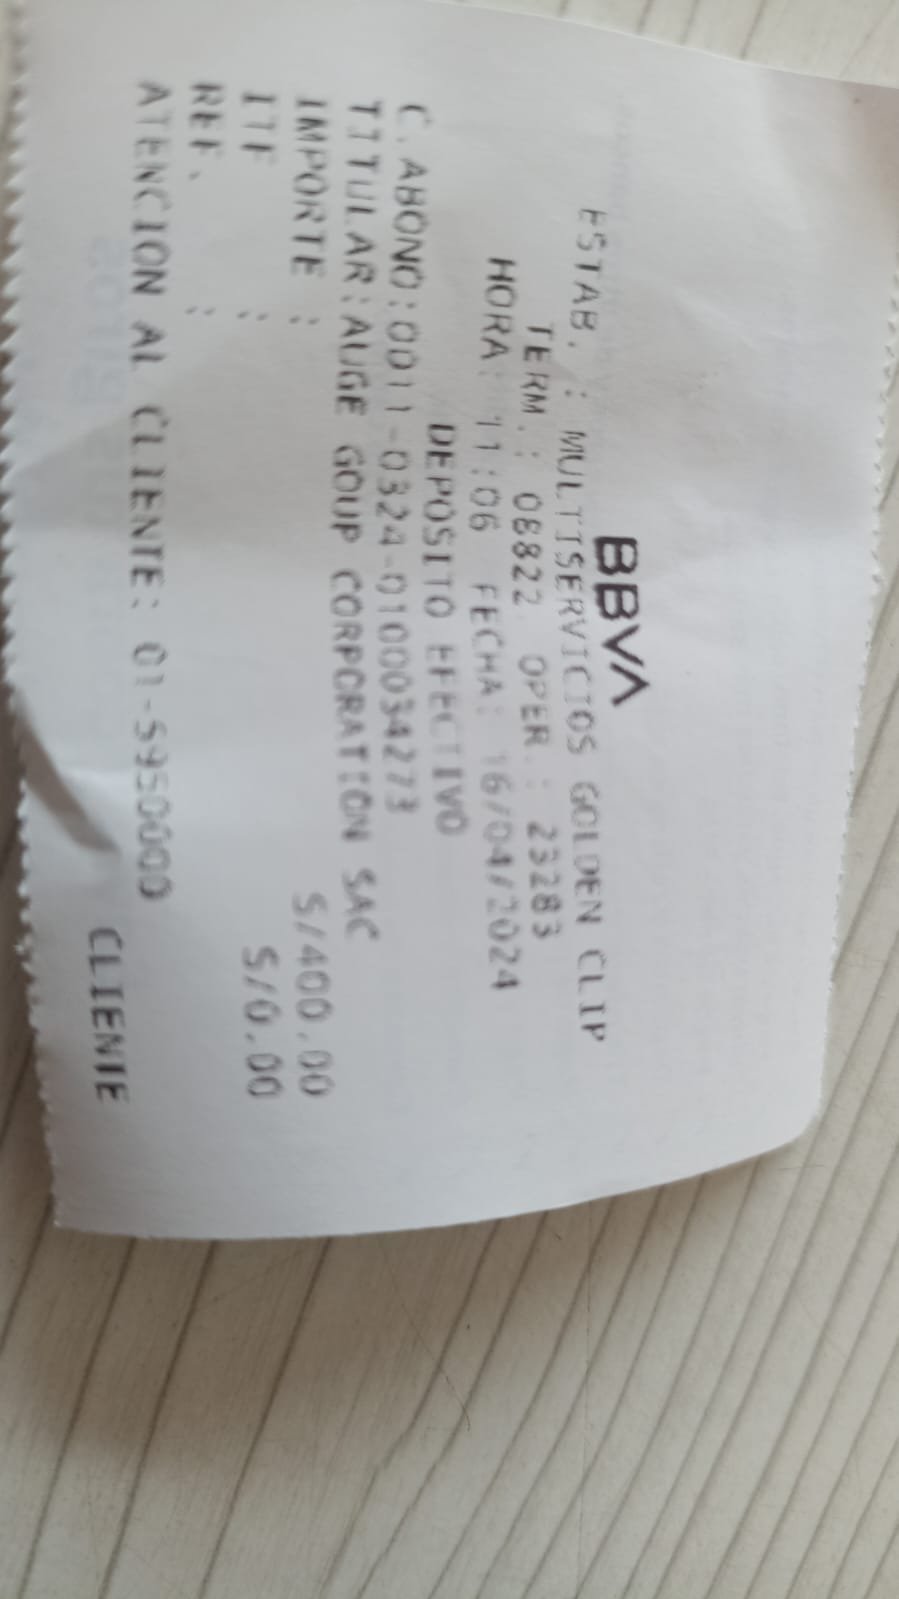 BBVA
ESTAB. : MULTISERVICIOS GOLDEN CLIP
TERM.: 08822 OPER.: 23283
HORA: 11:06 FECHA: 16/04/2024
DEPOSITO EFECTIVO
C. ABONO:0011-0324-0100034273
TITULAR:AUGE GOUP CORPORATION SAC
IMPORTE : S/400.00
ITF : S/0.00
REF. :
ATENCION AL CLIENTE: 01-5950000
CLIENTE